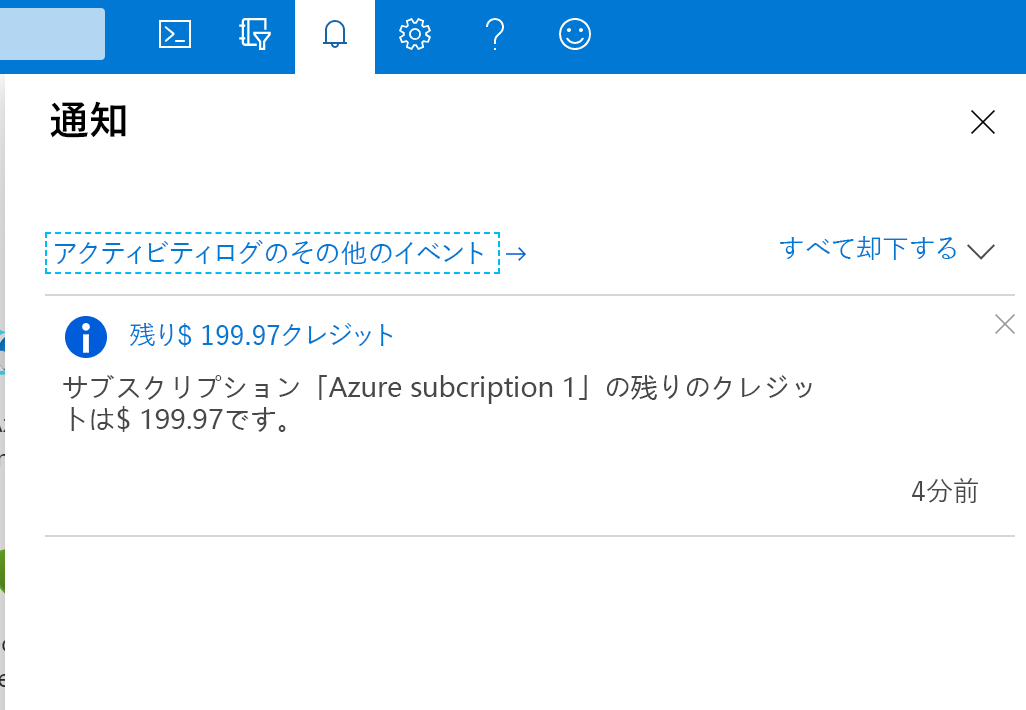 通知
アクティビティログのその他のイベント →
すべて却下する
残り$ 199.97クレジット
サブスクリプション「Azure subcription 1」の残りのクレジッ
トは$ 199.97です。
4分前